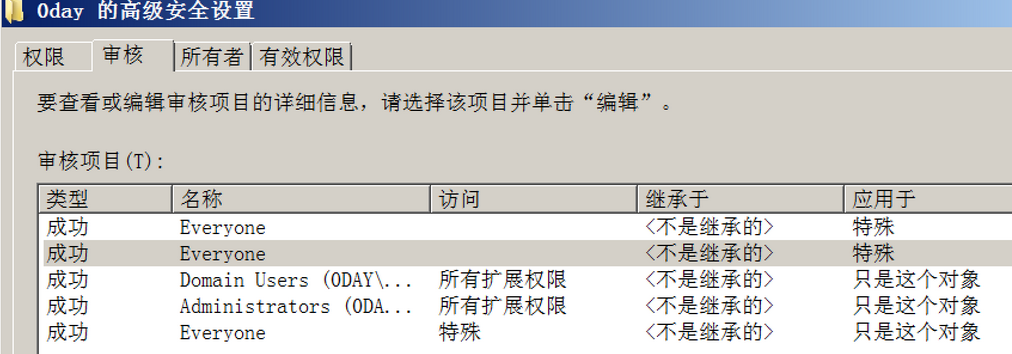 0day 的高级安全设置
权限 审核 所有者 有效权限
要查看或编辑审核项目的详细信息，请选择该项目并单击“编辑”。
审核项目(T):
类型 名称 访问 继承于 应用于
成功 Everyone <不是继承的> 特殊
成功 Everyone <不是继承的> 特殊
成功 Domain Users (ODAY\... 所有扩展权限 <不是继承的> 只是这个对象
成功 Administrators (ODA... 所有扩展权限 <不是继承的> 只是这个对象
成功 Everyone 特殊 <不是继承的> 只是这个对象